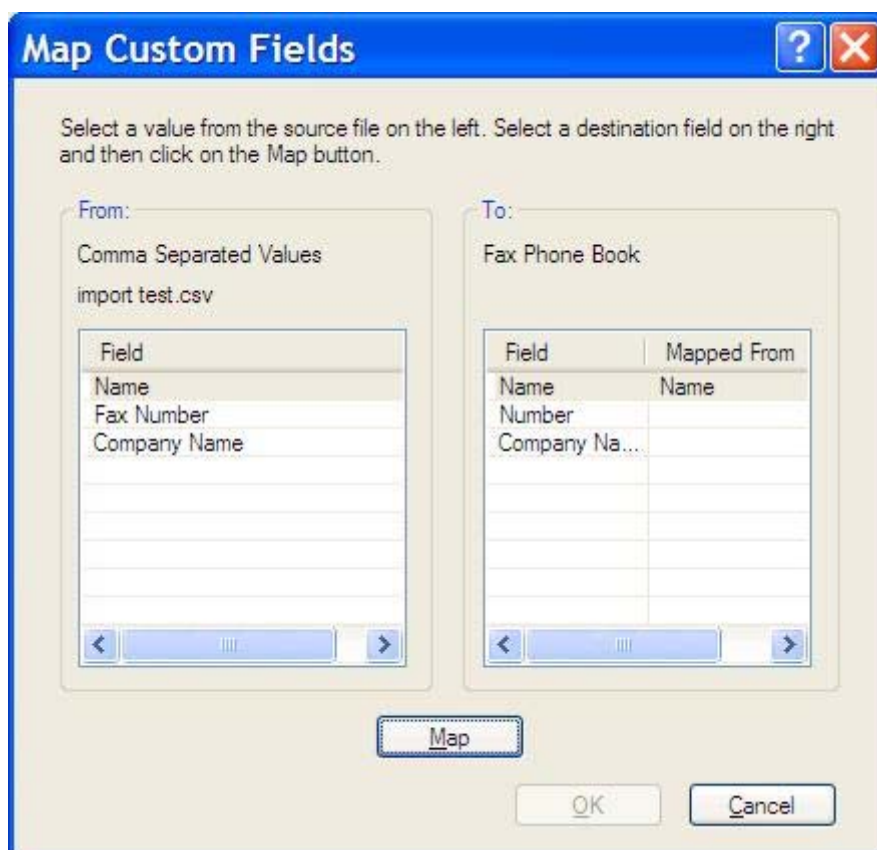 Map Custom Fields
Select a value from the source file on the left. Select a destination field on the right
and then click on the Map button.
From:
Comma Separated Values
import test.csv
Field
Name
Fax Number
Company Name
To:
Fax Phone Book
Field Mapped From
Name Name
Number
Company Na...
Map
OK Cancel